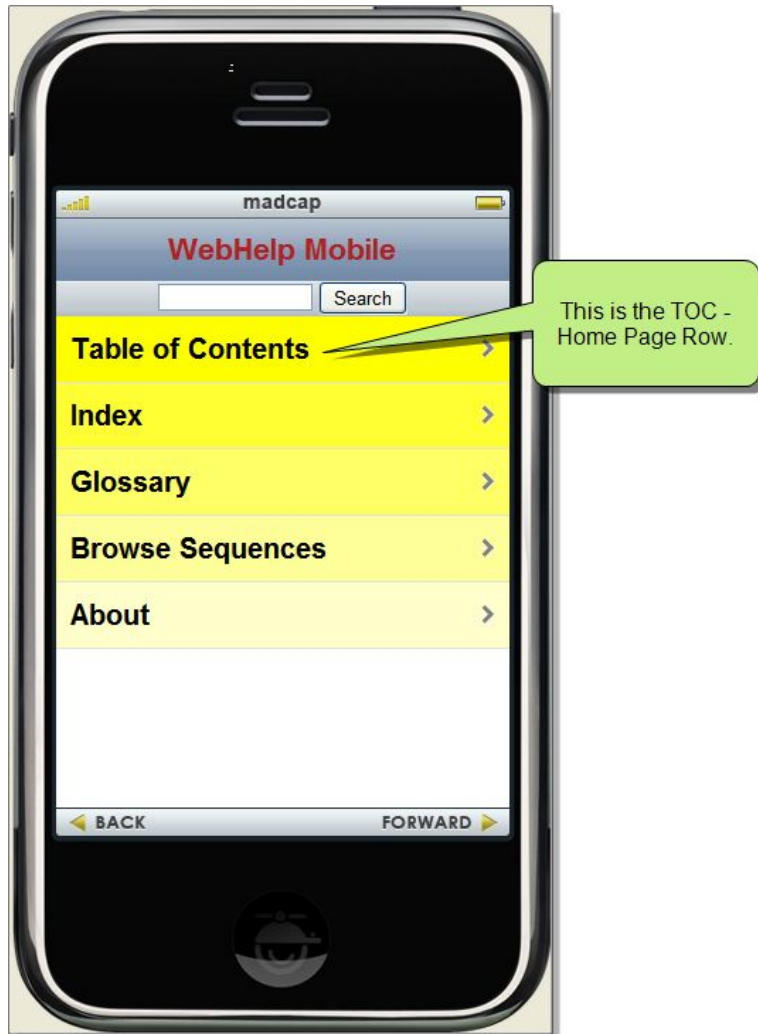 madcap
WebHelp Mobile
Search
Table of Contents
This is the TOC -
Home Page Row.
Index
Glossary
Browse Sequences
About
BACK
FORWARD